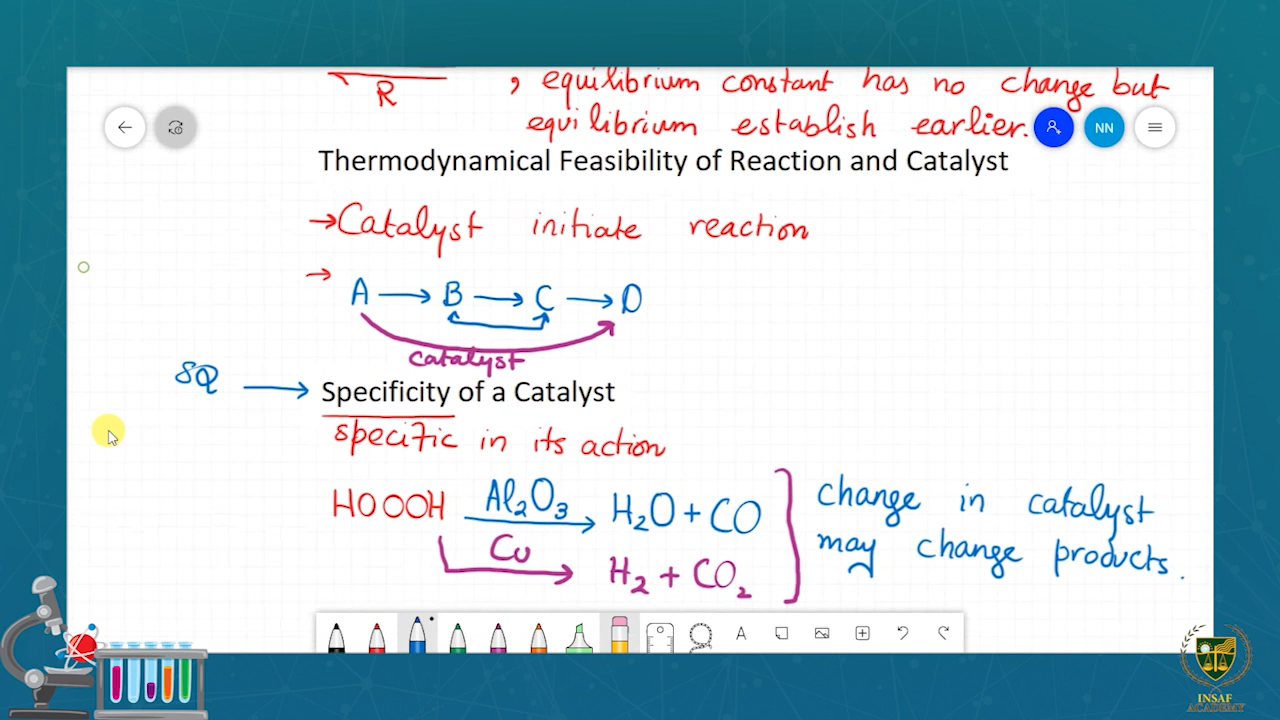 , equilibrium constant has no change but
R
equilibrium establish earlier.
NN
Thermodynamical Feasibility of Reaction and Catalyst
→Catalyst initiate reaction
→
A → B → C → D
catalyst
SQ → Specificity of a Catalyst
specific in its action
HOOOH Al₂O₃ → H₂O + CO
Cu → H₂ + CO₂
change in catalyst
may change products.
A
INSAF
ACADEMY